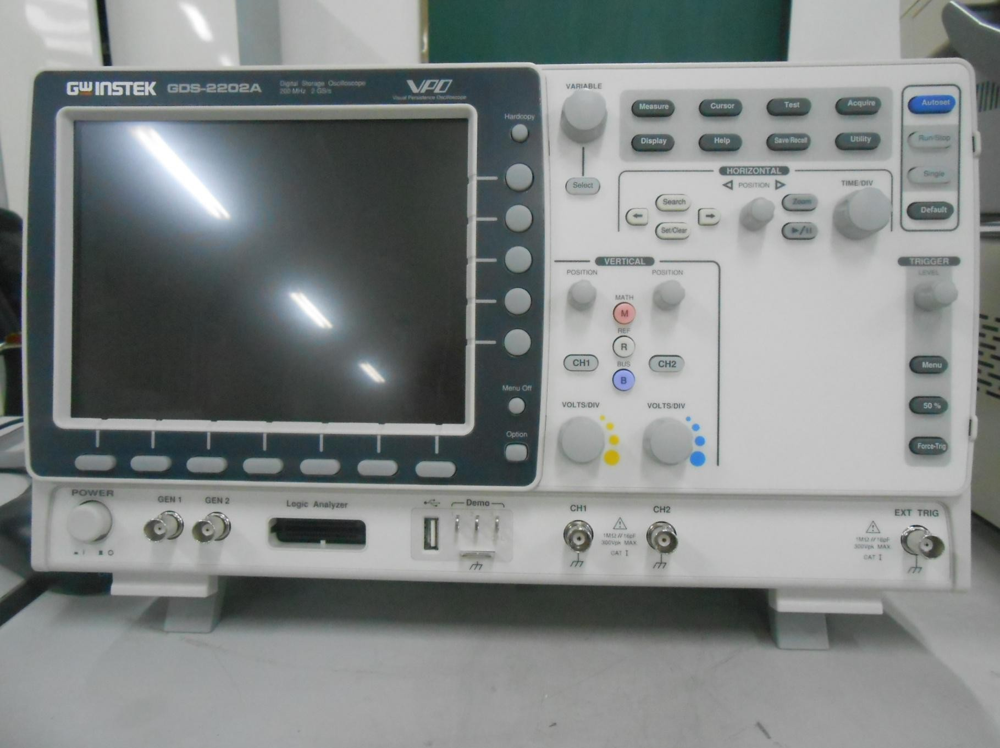 GWINSTEK GDS-2202A
Digital Storage Oscilloscope
200 MHz 2 GS/s
VPO
Visual Persistence Oscilloscope
Hardcopy
Menu Off
Option
VARIABLE
Select
Measure Cursor Test Acquire
Display Help Save/Recall Utility
Autoset
Run/Stop
Single
Default
HORIZONTAL
POSITION
TIME/DIV
Search
Zoom
Set/Clear
VERTICAL
POSITION POSITION
MATH
M
REF
R
BUS
B
CH1 CH2
VOLTS/DIV VOLTS/DIV
TRIGGER
LEVEL
Menu
50 %
Force-Trig
POWER
GEN 1 GEN 2
Logic Analyzer
Demo
CH1
1MΩ // 16pF
300Vpk MAX.
CAT I
CH2
EXT TRIG
1MΩ // 16pF
300Vpk MAX.
CAT I